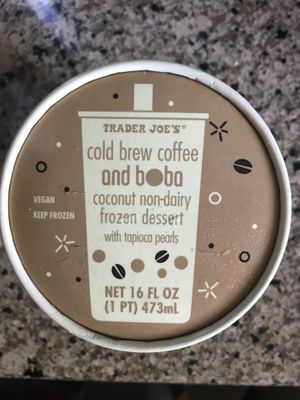 TRADER JOE'S®
cold brew coffee
and boba
coconut non-dairy
frozen dessert
with tapioca pearls
VEGAN
KEEP FROZEN
NET 16 FL OZ
(1 PT) 473mL